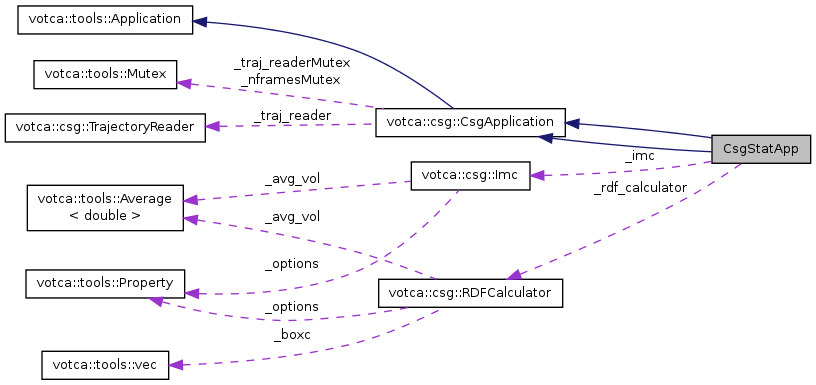 votca::tools::Application
votca::tools::Mutex
_traj_readerMutex
_nframesMutex
votca::csg::TrajectoryReader
_traj_reader
votca::csg::CsgApplication
CsgStatApp
_imc
votca::csg::Imc
_rdf_calculator
_avg_vol
votca::tools::Average
< double >
_avg_vol
_options
votca::tools::Property
_options
votca::csg::RDFCalculator
_boxc
votca::tools::vec